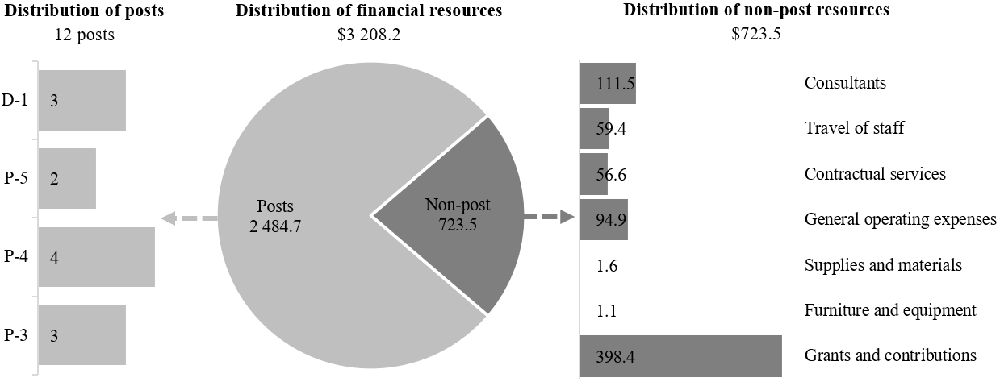 Distribution of posts
12 posts
D-1
3
P-5
2
P-4
4
P-3
3
Distribution of financial resources
$3 208.2
Posts
2 484.7
Non-post
723.5
Distribution of non-post resources
$723.5
111.5 Consultants
59.4 Travel of staff
56.6 Contractual services
94.9 General operating expenses
1.6 Supplies and materials
1.1 Furniture and equipment
398.4 Grants and contributions